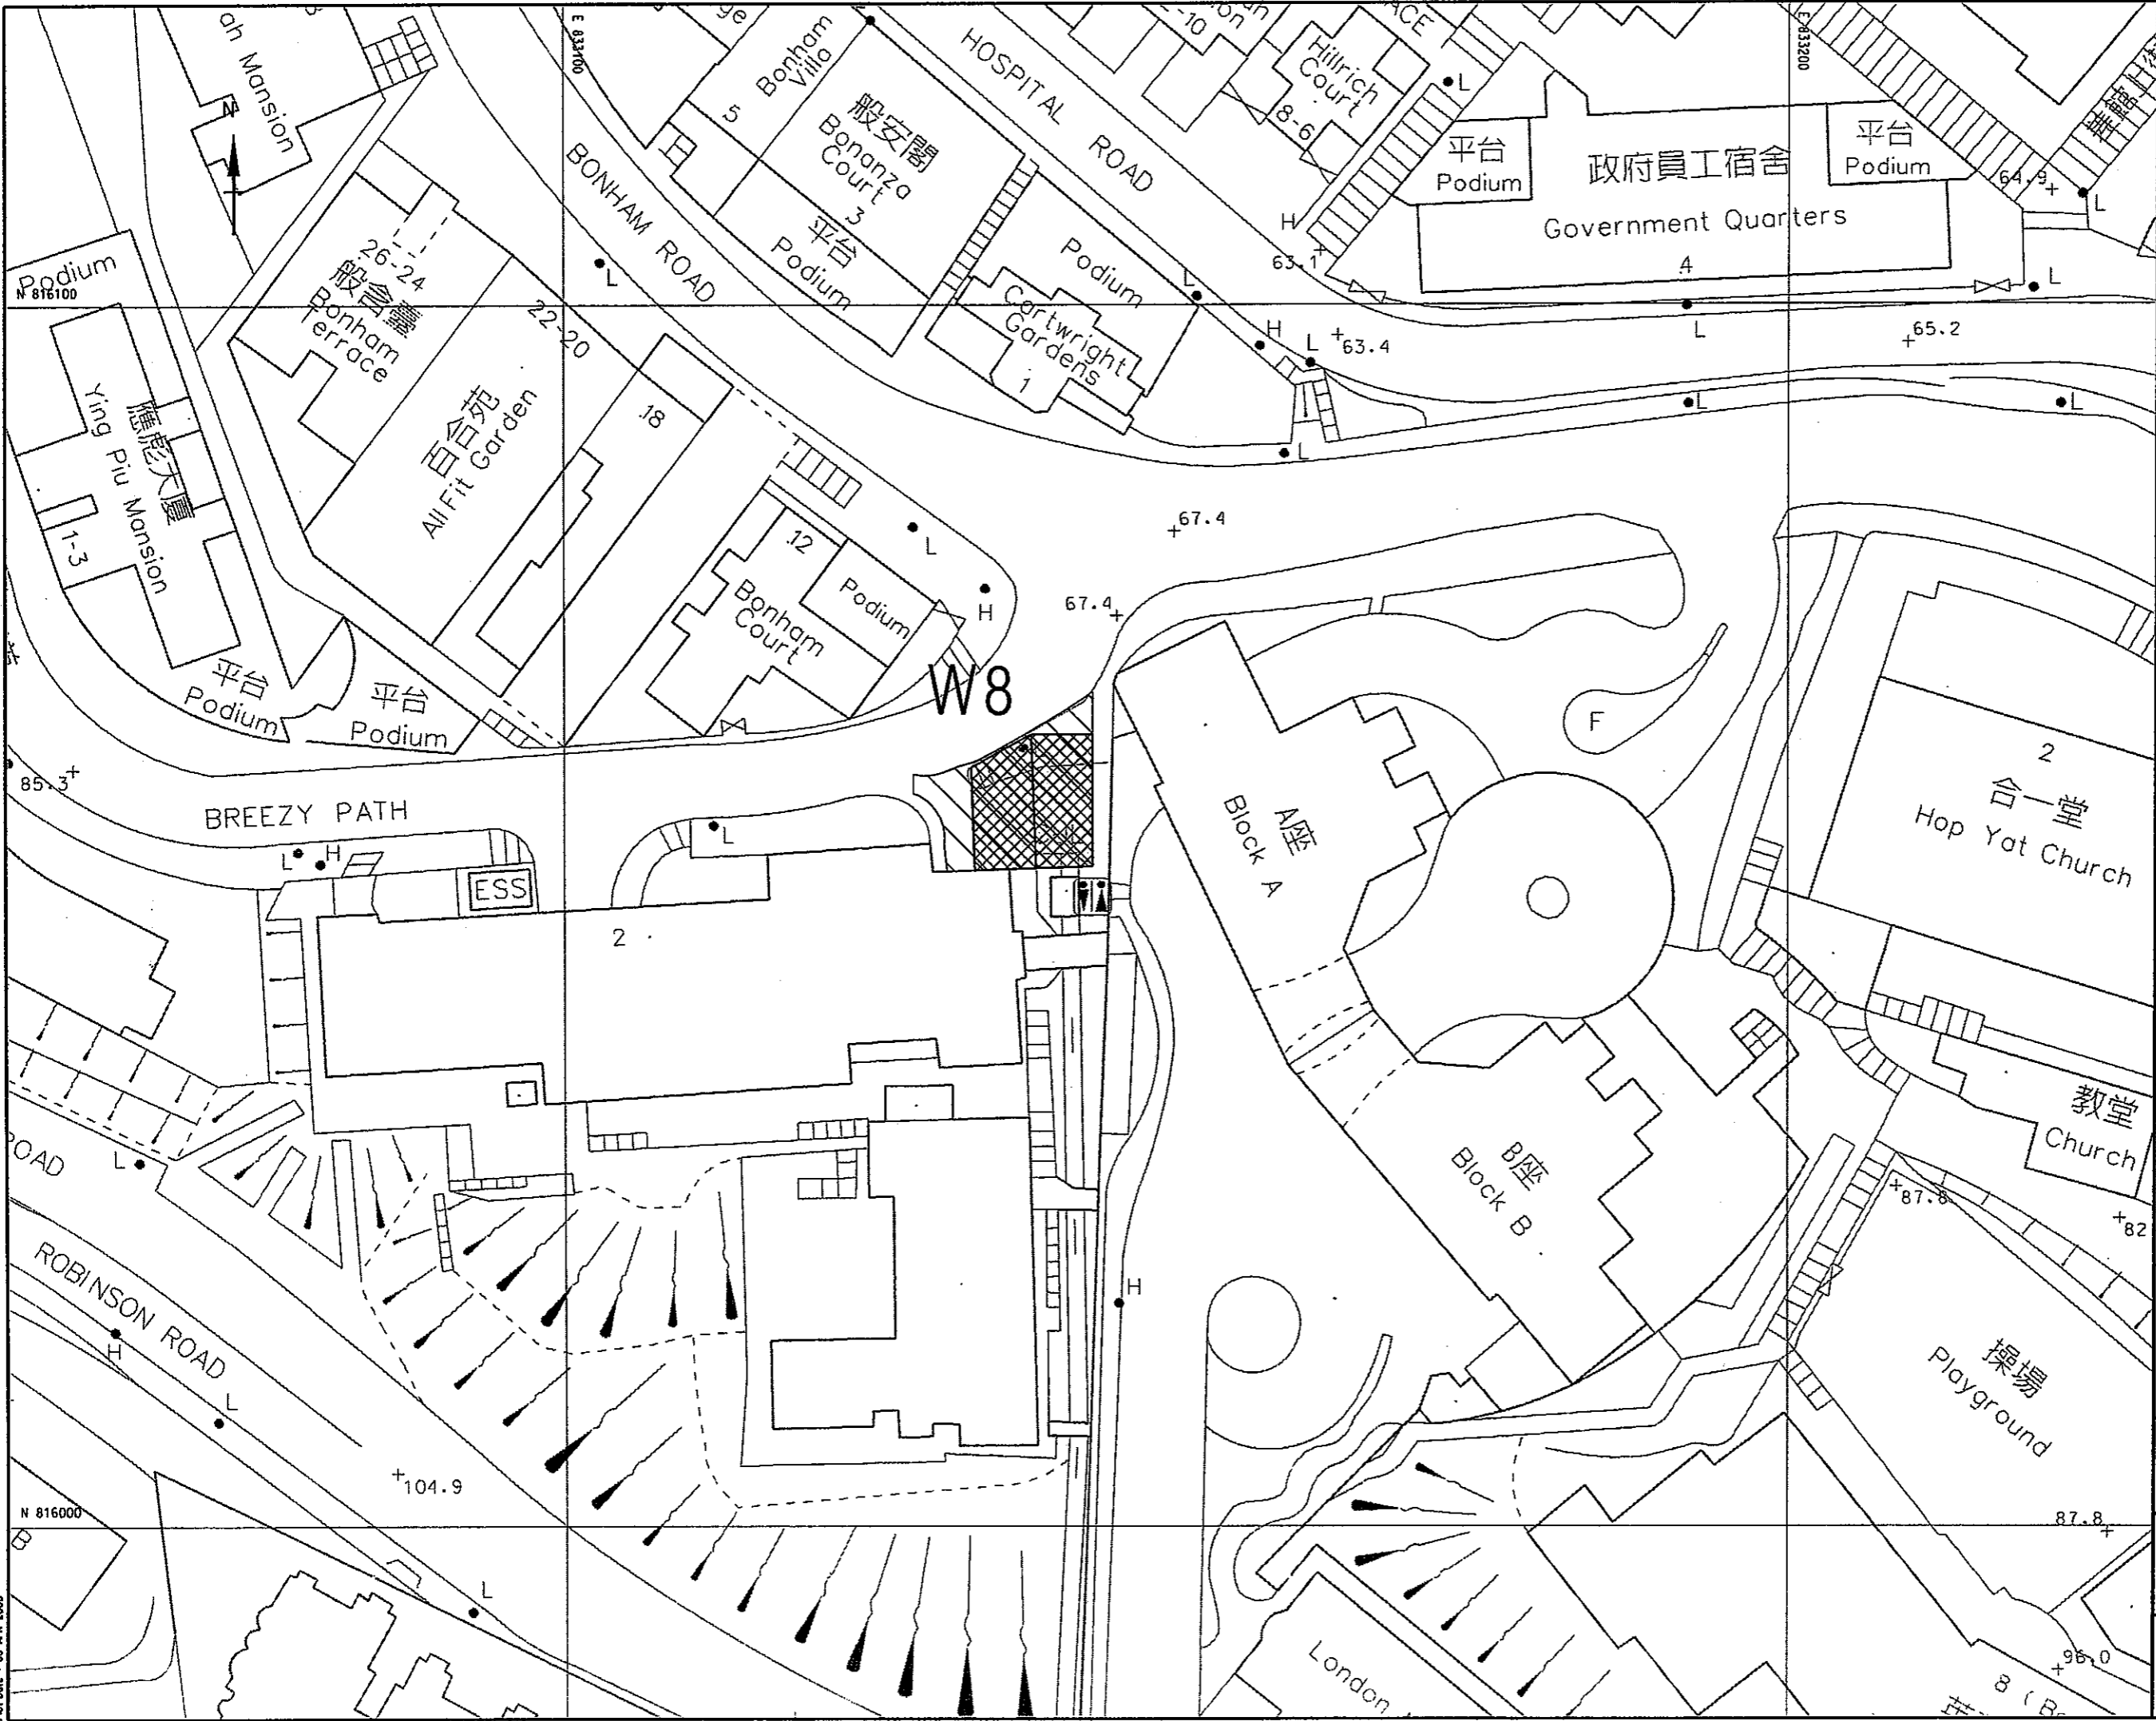 ah Mansion
N
Bonham
Villa
5
般安閣
Bonanza
Court
3
平台
Podium
HOSPITAL ROAD
Hillrich
Court
8-6
L
平台
Podium
政府員工宿舍
Government Quarters
4
平台
Podium
64.9
L
E 833100
E 833200
BONHAM ROAD
L
Podium
N 816100
26-24
般含臺
Bonham
Terrace
22-20
百合苑
All Fit Garden
18
應彪大廈
Ying Piu Mansion
1-3
Podium
Cartwright
Gardens
1
L
H
63.1
H
L
63.4
L
65.2
L
L
L
L
67.4
12
Podium
Bonham
Court
L
H
67.4
W8
平台
Podium
平台
Podium
85.3
BREEZY PATH
L
H
L
ESS
2
A座
Block A
F
2
合一堂
Hop Yat Church
B座
Block B
教堂
Church
87.8
82
ROAD
L
ROBINSON ROAD
H
L
H
操場
Playground
104.9
N 816000
87.8
B
L
London
96.0
8